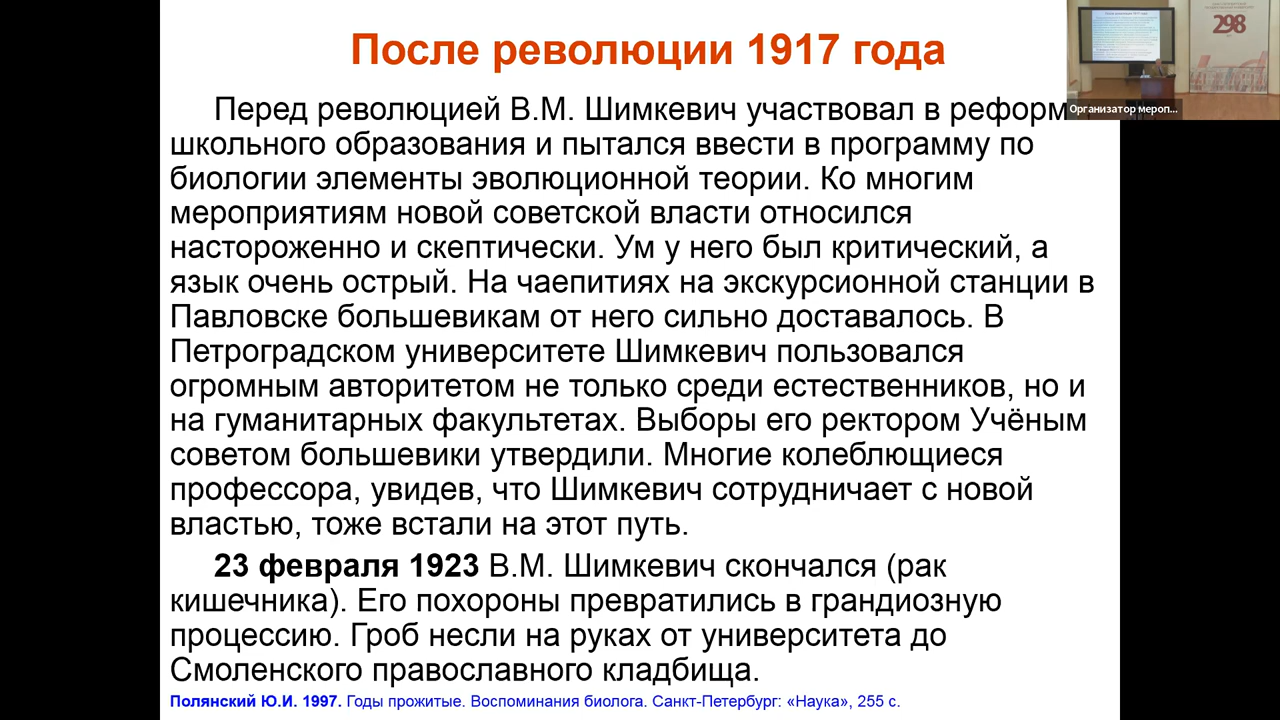 После революции 1917 года
298
Организатор мероп...
Перед революцией В.М. Шимкевич участвовал в реформ
школьного образования и пытался ввести в программу по
биологии элементы эволюционной теории. Ко многим
мероприятиям новой советской власти относился
настороженно и скептически. Ум у него был критический, а
язык очень острый. На чаепитиях на экскурсионной станции в
Павловске большевикам от него сильно доставалось. В
Петроградском университете Шимкевич пользовался
огромным авторитетом не только среди естественников, но и
на гуманитарных факультетах. Выборы его ректором Учёным
советом большевики утвердили. Многие колеблющиеся
профессора, увидев, что Шимкевич сотрудничает с новой
властью, тоже встали на этот путь.
23 февраля 1923 В.М. Шимкевич скончался (рак
кишечника). Его похороны превратились в грандиозную
процессию. Гроб несли на руках от университета до
Смоленского православного кладбища.
Полянский Ю.И. 1997. Годы прожитые. Воспоминания биолога. Санкт-Петербург: «Наука», 255 с.